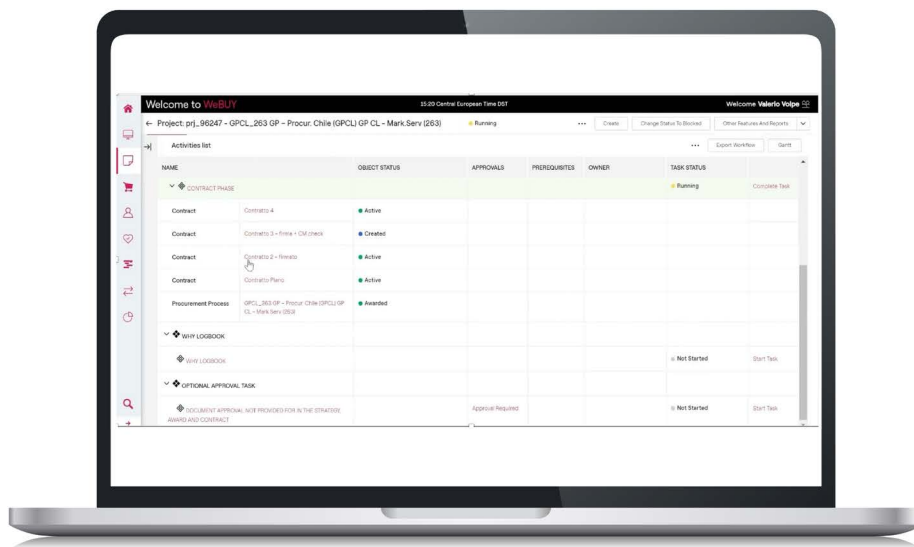 Welcome to WeBUY
15:20 Central European Time DST
Welcome Valerio Volpe
Project: prj_96247 - GPCL_263 GP - Procur. Chile (GPCL) GP CL - Mark.Serv (263)
Running
Create
Change Status To Blocked
Other Features And Reports
Activities list
Export Workflow
Gantt
NAME OBJECT STATUS APPROVALS PREREQUISITES OWNER TASK STATUS
CONTRACT PHASE Running Complete Task
Contract Contratto 4 Active
Contract Contratto 3 - firma + CM check Created
Contract Contratto 2 - firmato Active
Contract Contratto Pieno Active
Procurement Process GPCL_263 GP - Procur. Chile (GPCL) GP Awarded
CL - Mark.Serv (263)
WHY LOGBOOK
WHY LOGBOOK Not Started Start Task
OPTIONAL APPROVAL TASK
DOCUMENT APPROVAL NOT PROVIDED FOR IN THE STRATEGY, Approval Required Not Started Start Task
AWARD AND CONTRACT